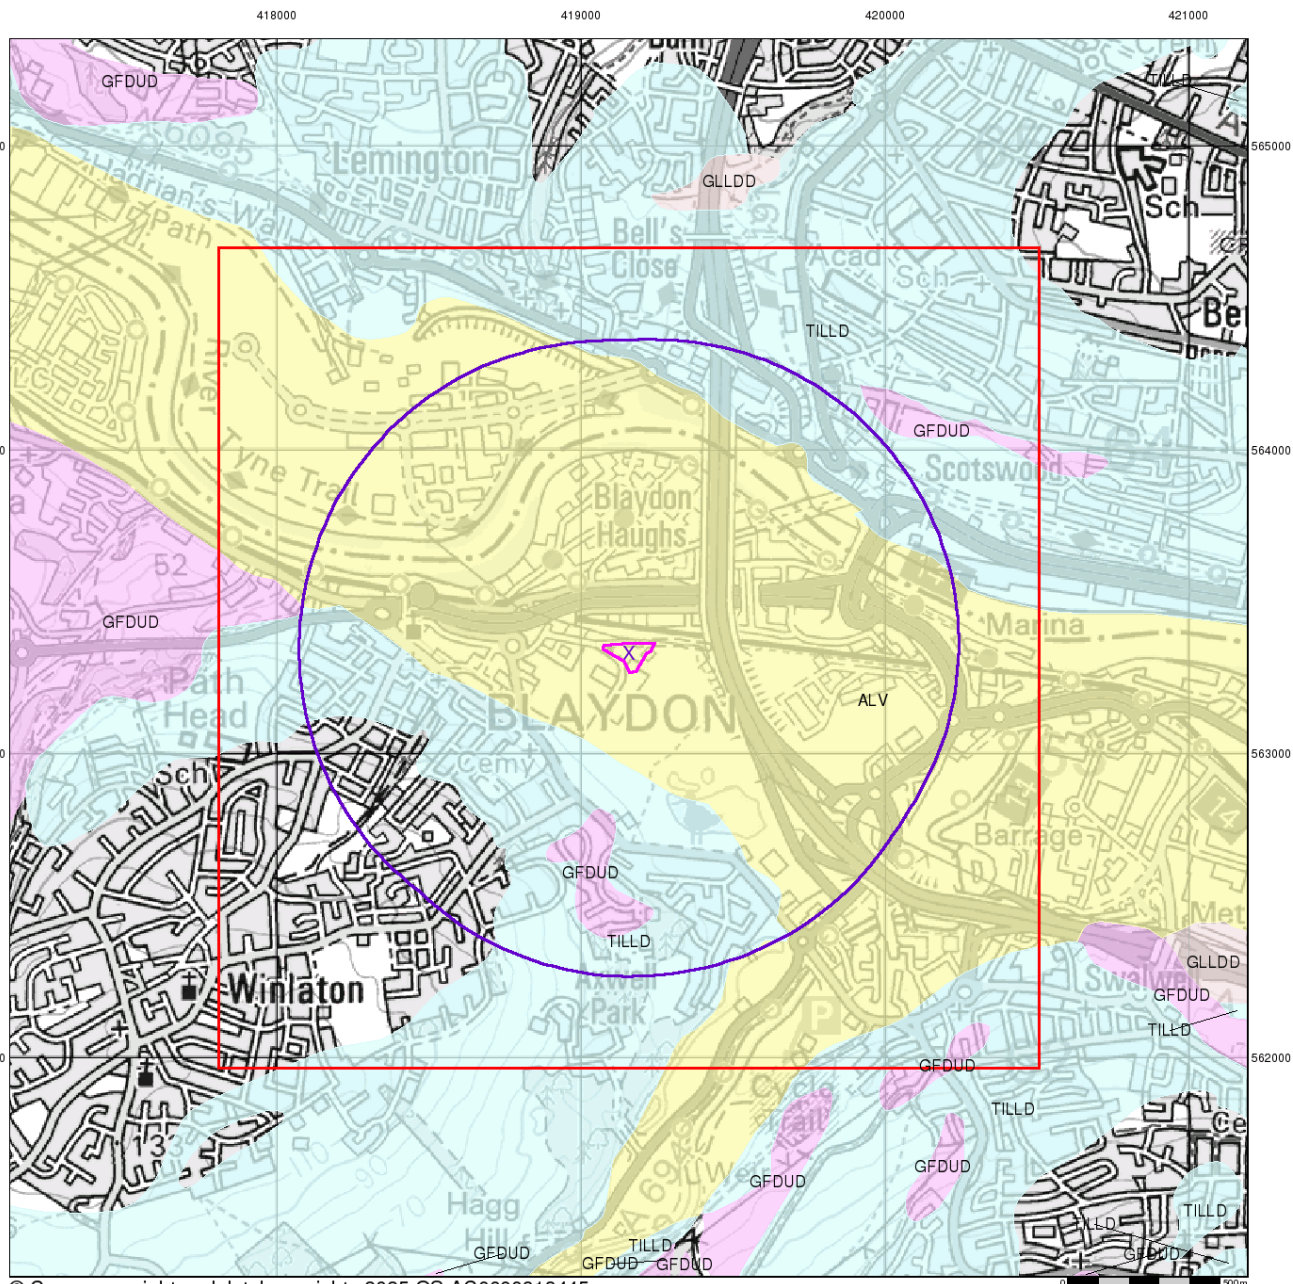 418000 419000 420000 421000
GFDUD
TILLD
Lemington
565000
GLLDD
Hadrian's Wall
Path
Sch
Bell's
Close
Acad
Sch
TILLD
River
GFDUD
564000
Tyne Trail
Scotswood
Blaydon
Haughs
52
GFDUD
Marina
X
Path
Head
BLAYDON
ALV
563000
Sch
Cemy
Barrage
GFDUD
TILLD
GLLDD
Swalwell
Winlaton
Axwell
Park
GFDUD
P
TILLD
562000
GFDUD
TILLD
Trail
Ce
GFDUD
GFDUD
Hagg
Hill
TILLD
TILLD
TILLD
GFDUD
GFDUD
GFDUD
GFDUD
500m